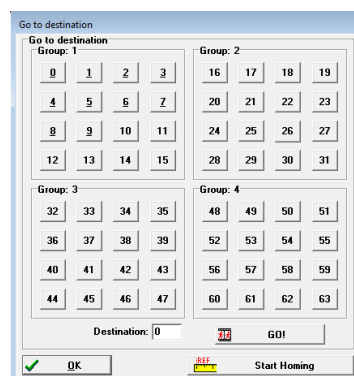 Go to destination
Go to destination
Group: 1
0 1 2 3
4 5 6 7
8 9 10 11
12 13 14 15
Group: 2
16 17 18 19
20 21 22 23
24 25 26 27
28 29 30 31
Group: 3
32 33 34 35
36 37 38 39
40 41 42 43
44 45 46 47
Group: 4
48 49 50 51
52 53 54 55
56 57 58 59
60 61 62 63
Destination: 0
GO!
OK
REF
Start Homing